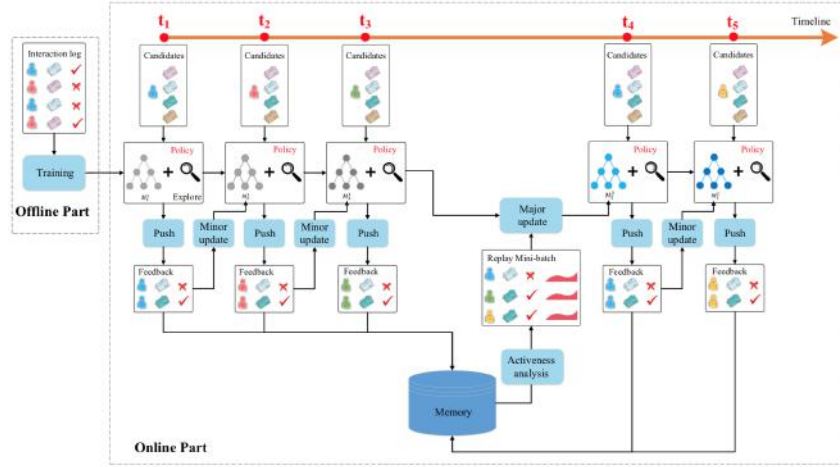 t1
t2
t3
t4
t5
Timeline
Interaction log
Candidates
Candidates
Candidates
Candidates
Candidates
Training
Policy
Explore
Policy
Policy
Policy
Policy
Offline Part
Push
Minor
update
Push
Minor
update
Push
Major
update
Push
Minor
update
Push
Feedback
Feedback
Feedback
Replay Mini-batch
Feedback
Feedback
Activeness
analysis
Memory
Online Part